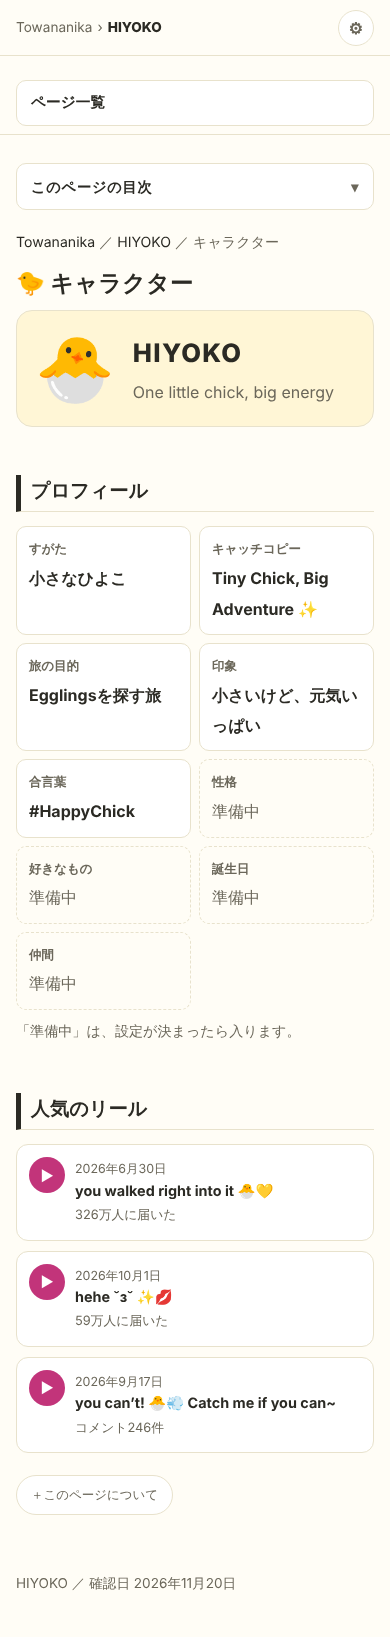 Towananika › HIYOKO
ページ一覧
このページの目次
Towananika ／ HIYOKO ／ キャラクター
キャラクター
HIYOKO
One little chick, big energy
プロフィール
すがた
小さなひよこ
キャッチコピー
Tiny Chick, Big
Adventure ✨
旅の目的
Egglingsを探す旅
印象
小さいけど、元気い
っぱい
合言葉
#HappyChick
性格
準備中
好きなもの
準備中
誕生日
準備中
仲間
準備中
「準備中」は、設定が決まったら入ります。
人気のリール
2026年6月30日
you walked right into it 🐣💛
326万人に届いた
2026年10月1日
hehe ˘з˘ ✨💋
59万人に届いた
2026年9月17日
you can’t! 🐣💨 Catch me if you can~
コメント246件
＋このページについて
HIYOKO ／ 確認日 2026年11月20日